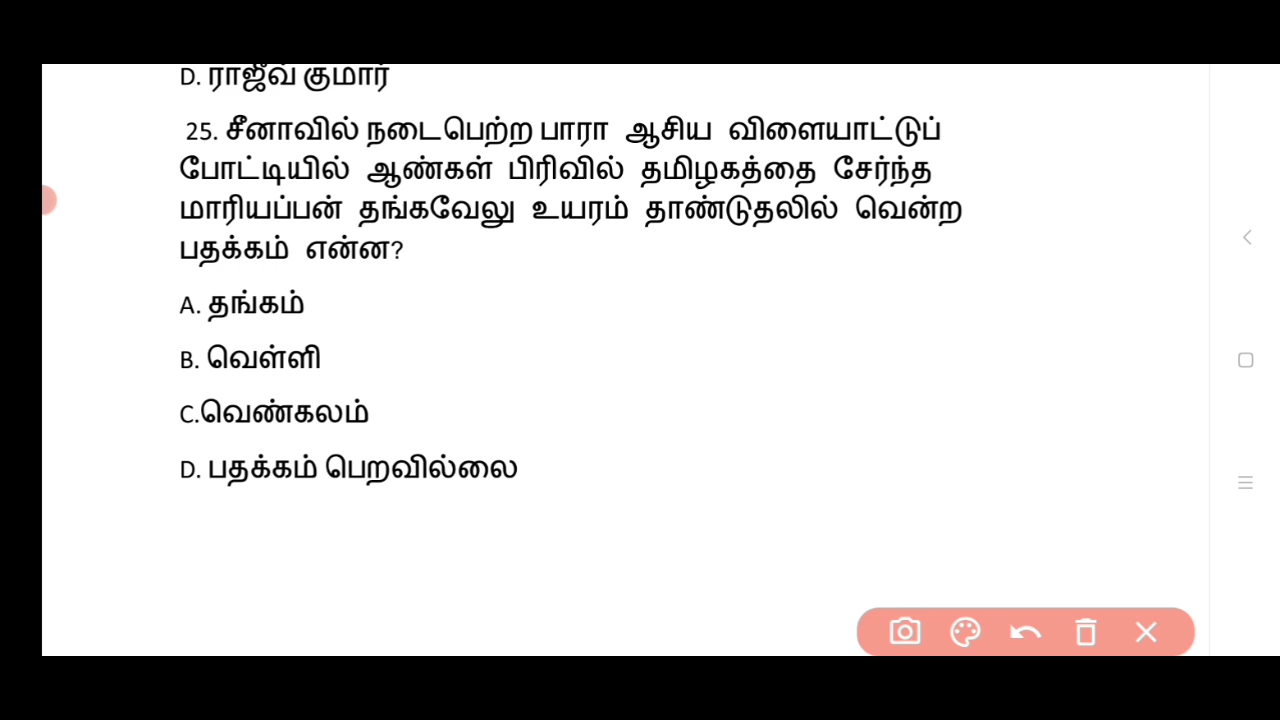 D. ராஜீவ் குமார்
25. சீனாவில் நடைபெற்ற பாரா ஆசிய விளையாட்டுப்
போட்டியில் ஆண்கள் பிரிவில் தமிழகத்தை சேர்ந்த
மாரியப்பன் தங்கவேலு உயரம் தாண்டுதலில் வென்ற
பதக்கம் என்ன?
A. தங்கம்
B. வெள்ளி
C.வெண்கலம்
D. பதக்கம் பெறவில்லை